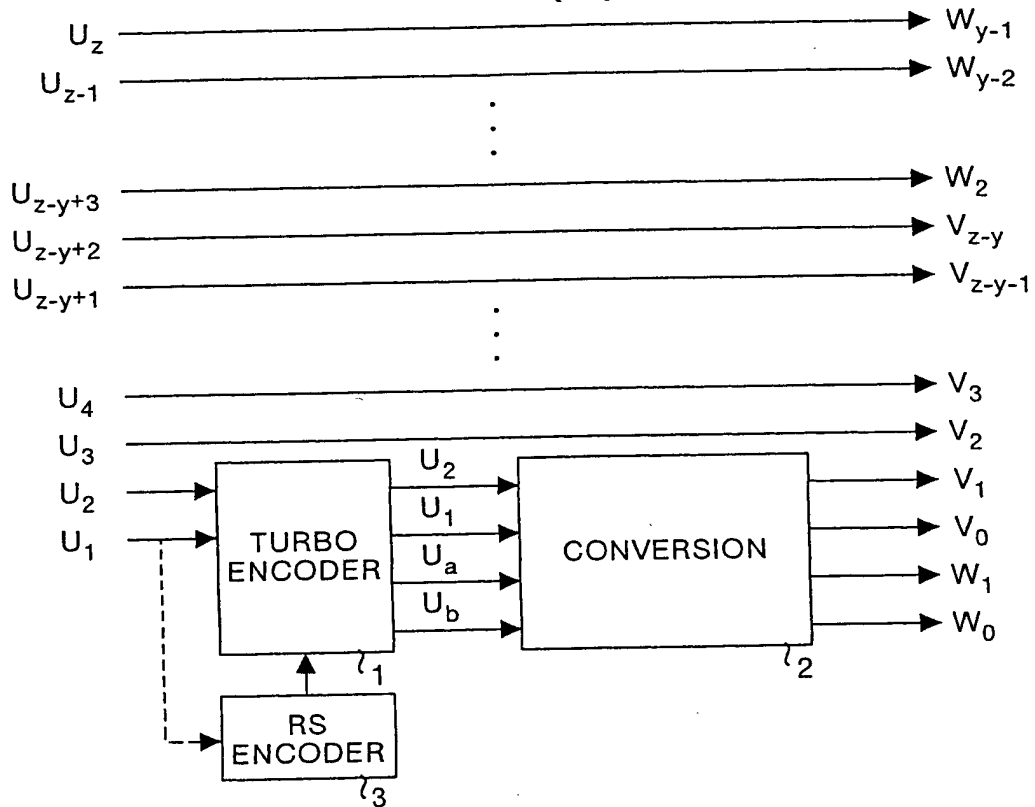 U_z W_{y-1}
U_{z-1} W_{y-2}
U_{z-y+3} W_2
U_{z-y+2} V_{z-y}
U_{z-y+1} V_{z-y-1}
U_4 V_3
U_3 V_2
U_2 U_2 V_1
U_1 U_1 V_0
TURBO ENCODER
CONVERSION
U_a W_1
U_b W_0
1
2
RS
ENCODER
3